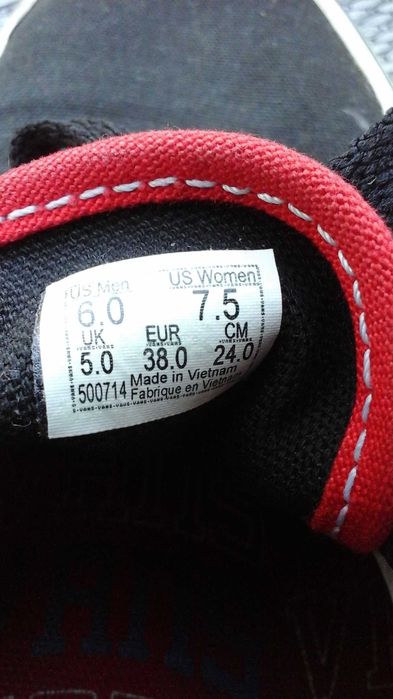 US Men US Women
6.0 7.5
UK EUR CM
5.0 38.0 24.0
500714 Made in Vietnam
Fabrique en Vietnam